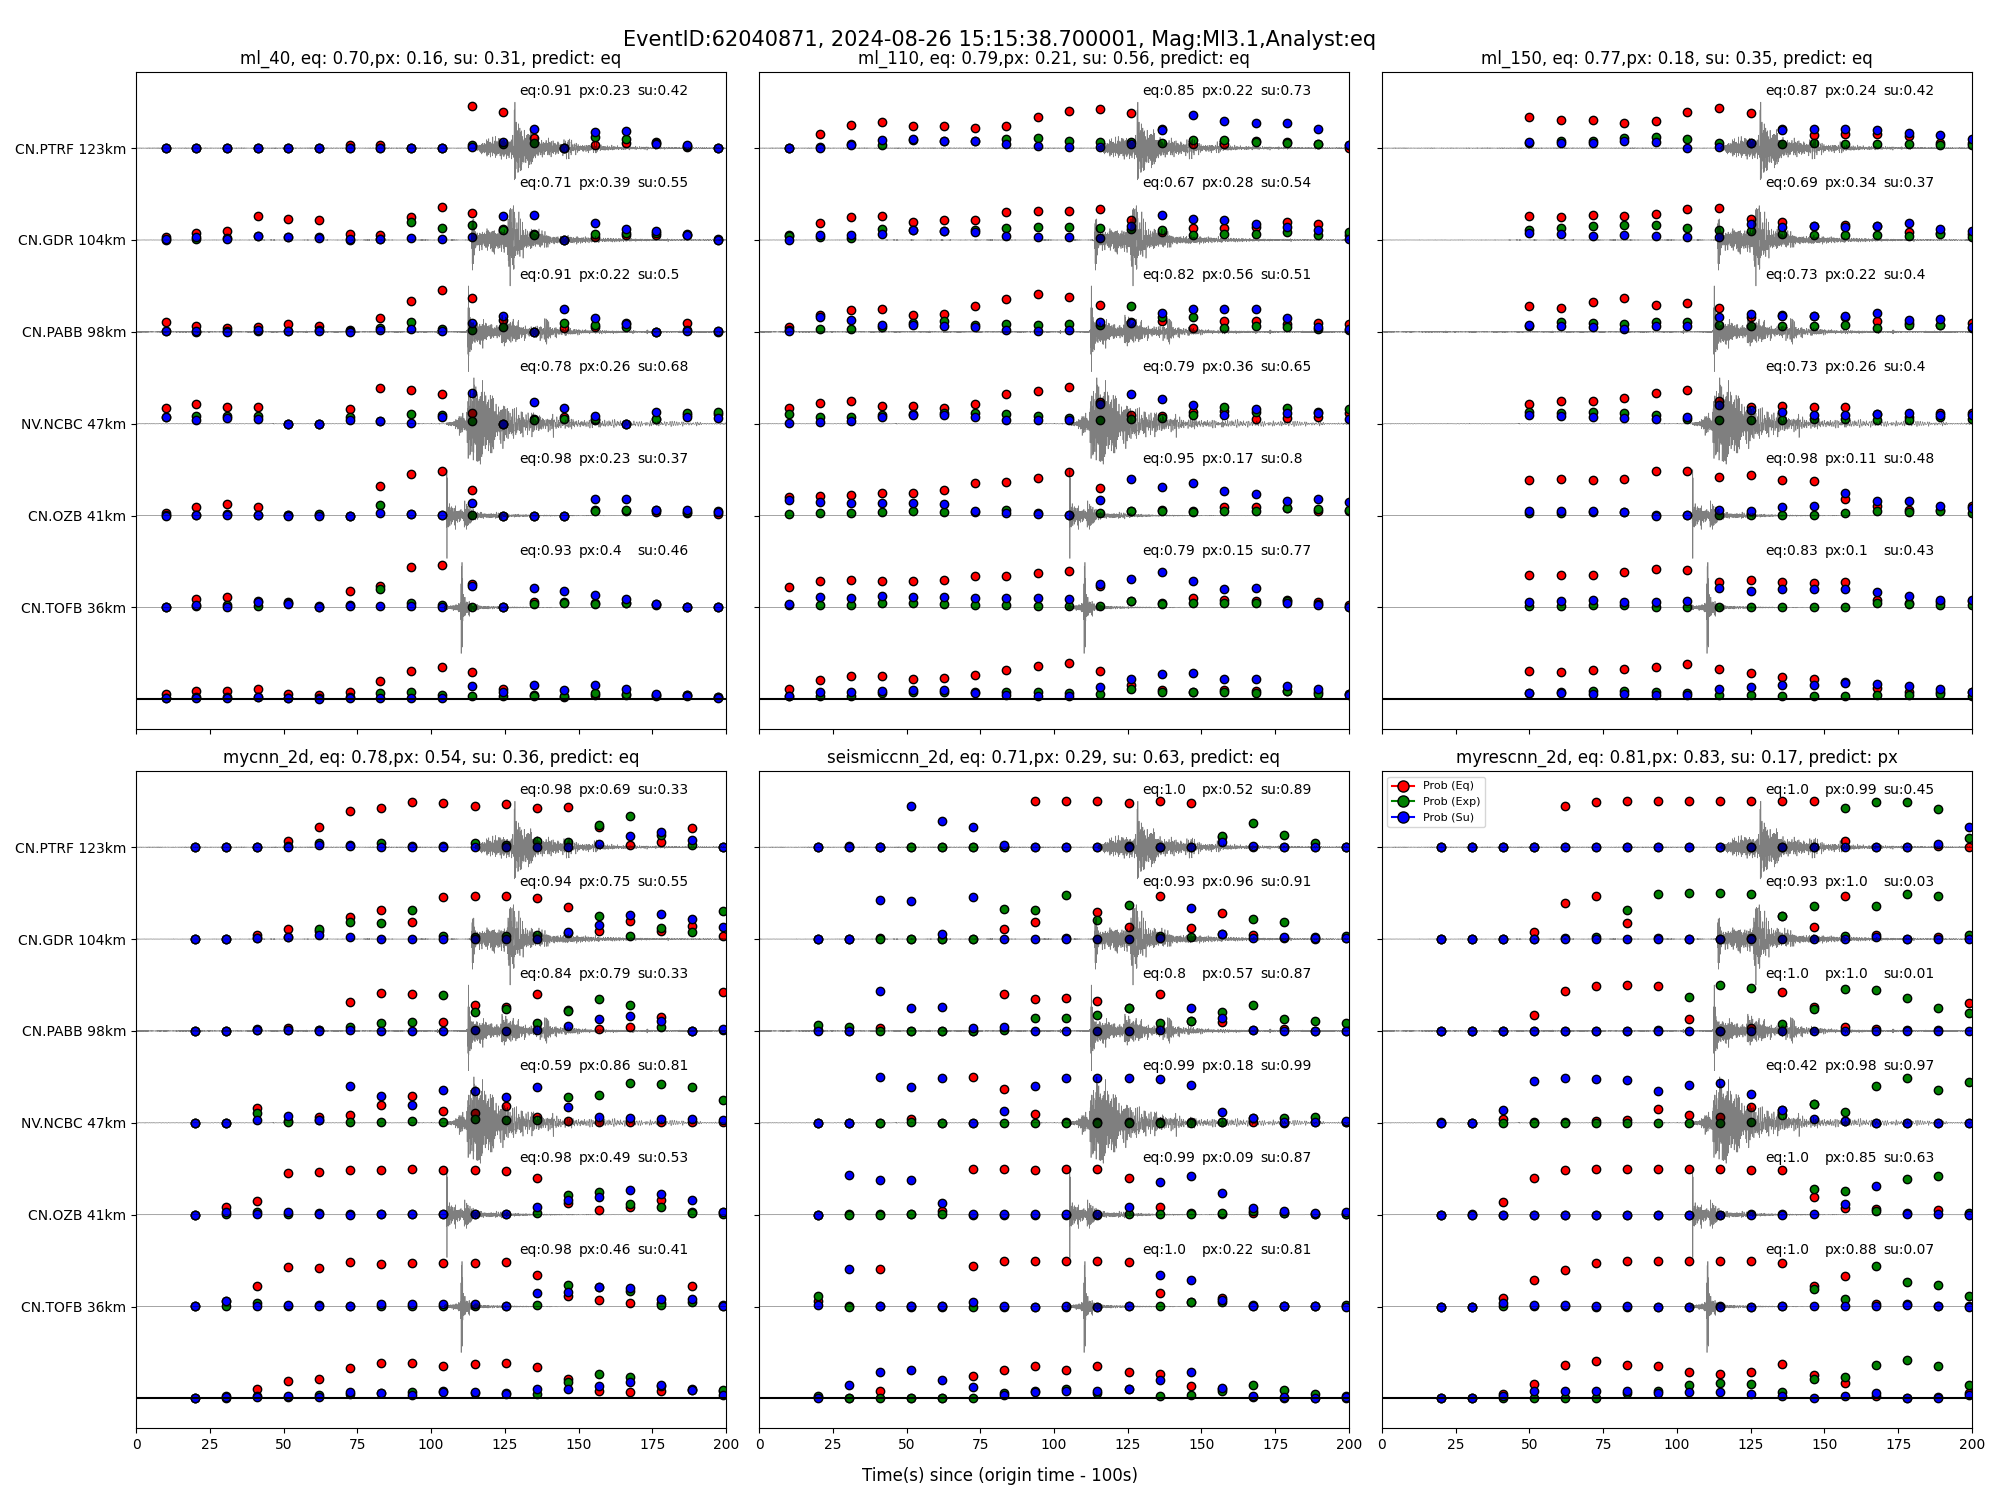 EventID:62040871, 2024-08-26 15:15:38.700001, Mag:Ml3.1,Analyst:eq
ml_40, eq: 0.70,px: 0.16, su: 0.31, predict: eq
CN.PTRF 123km
eq:0.91 px:0.23 su:0.42
CN.GDR 104km
eq:0.71 px:0.39 su:0.55
CN.PABB 98km
eq:0.91 px:0.22 su:0.5
NV.NCBC 47km
eq:0.78 px:0.26 su:0.68
CN.OZB 41km
eq:0.98 px:0.23 su:0.37
CN.TOFB 36km
eq:0.93 px:0.4 su:0.46
ml_110, eq: 0.79,px: 0.21, su: 0.56, predict: eq
eq:0.85 px:0.22 su:0.73
eq:0.67 px:0.28 su:0.54
eq:0.82 px:0.56 su:0.51
eq:0.79 px:0.36 su:0.65
eq:0.95 px:0.17 su:0.8
eq:0.79 px:0.15 su:0.77
ml_150, eq: 0.77,px: 0.18, su: 0.35, predict: eq
eq:0.87 px:0.24 su:0.42
eq:0.69 px:0.34 su:0.37
eq:0.73 px:0.22 su:0.4
eq:0.73 px:0.26 su:0.4
eq:0.98 px:0.11 su:0.48
eq:0.83 px:0.1 su:0.43
mycnn_2d, eq: 0.78,px: 0.54, su: 0.36, predict: eq
CN.PTRF 123km
eq:0.98 px:0.69 su:0.33
CN.GDR 104km
eq:0.94 px:0.75 su:0.55
CN.PABB 98km
eq:0.84 px:0.79 su:0.33
NV.NCBC 47km
eq:0.59 px:0.86 su:0.81
CN.OZB 41km
eq:0.98 px:0.49 su:0.53
CN.TOFB 36km
eq:0.98 px:0.46 su:0.41
0 25 50 75 100 125 150 175 200
seismiccnn_2d, eq: 0.71,px: 0.29, su: 0.63, predict: eq
eq:1.0 px:0.52 su:0.89
eq:0.93 px:0.96 su:0.91
eq:0.8 px:0.57 su:0.87
eq:0.99 px:0.18 su:0.99
eq:0.99 px:0.09 su:0.87
eq:1.0 px:0.22 su:0.81
0 25 50 75 100 125 150 175 200
myrescnn_2d, eq: 0.81,px: 0.83, su: 0.17, predict: px
Prob (Eq)
Prob (Exp)
Prob (Su)
eq:1.0 px:0.99 su:0.45
eq:0.93 px:1.0 su:0.03
eq:1.0 px:1.0 su:0.01
eq:0.42 px:0.98 su:0.97
eq:1.0 px:0.85 su:0.63
eq:1.0 px:0.88 su:0.07
0 25 50 75 100 125 150 175 200
Time(s) since (origin time - 100s)